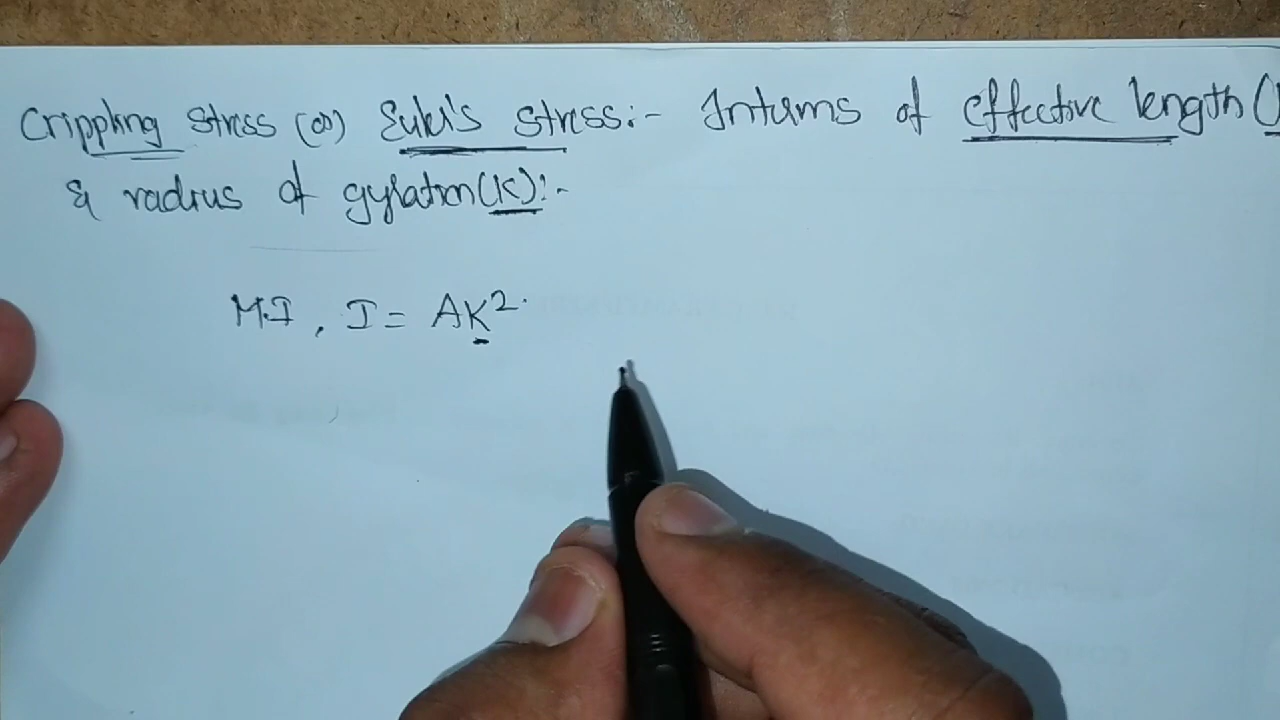 Crippling Stress (or) Euler's stress:- Interms of effective length (
& radius of gyration (K):-
M.I , I = AK².